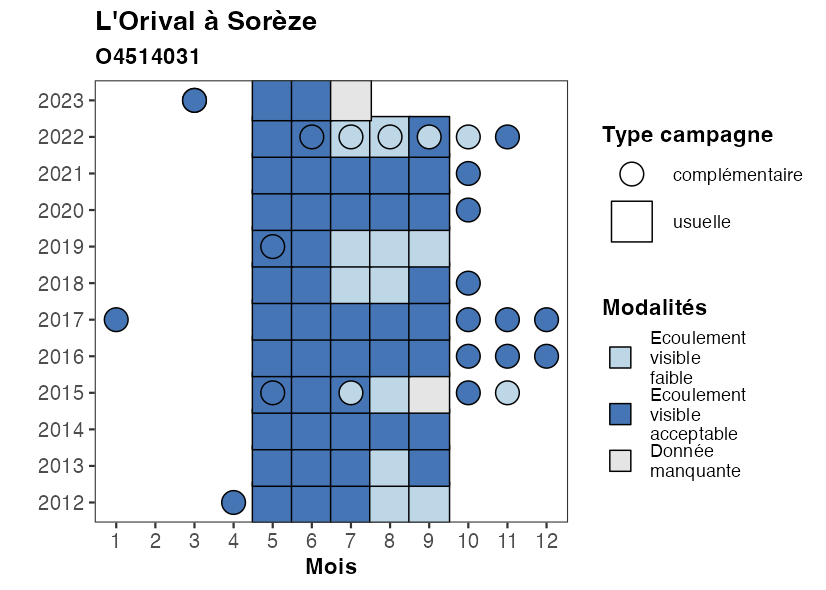 L'Orival à Sorèze
O4514031
2023
2022
2021
2020
2019
2018
2017
2016
2015
2014
2013
2012
1 2 3 4 5 6 7 8 9 10 11 12
Mois
Type campagne
complémentaire
usuelle
Modalités
Ecoulement
visible
faible
Ecoulement
visible
acceptable
Donnée
manquante